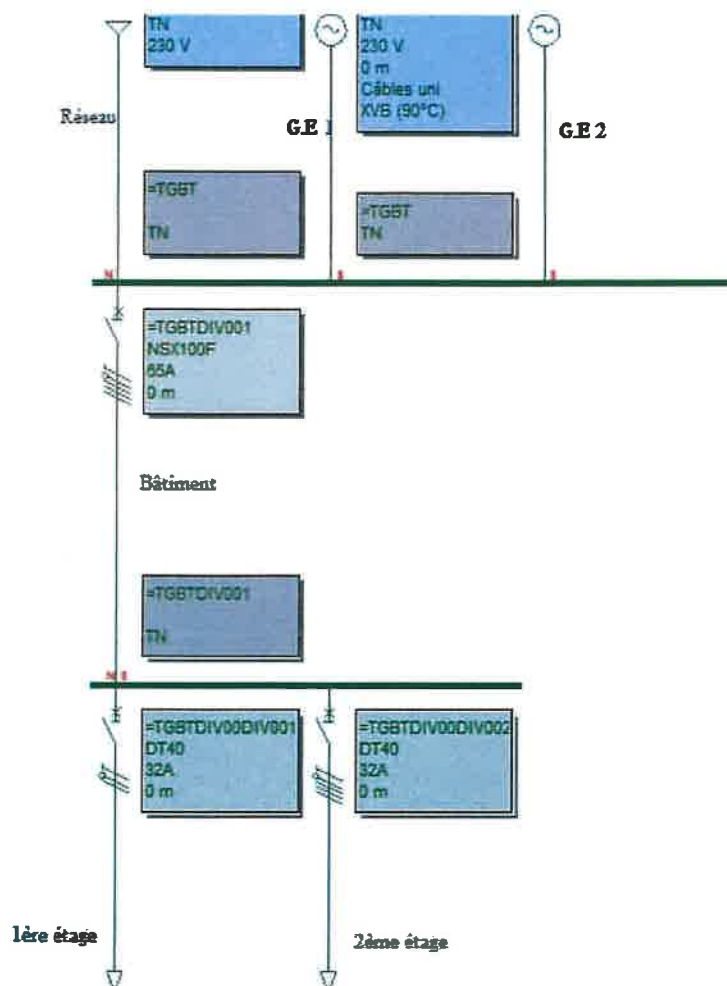 TN
230 V
TN
230 V
0 m
Câbles uni
XVB (90°C)
Réseau
G.E 1
G.E 2
=TGBT
TN
=TGBT
TN
N
S
S
=TGBTDIV001
NSX100F
65A
0 m
Bâtiment
=TGBTDIV001
TN
N S
=TGBTDIV00DIV001
DT40
32A
0 m
=TGBTDIV00DIV002
DT40
32A
0 m
1ère étage
2ème étage